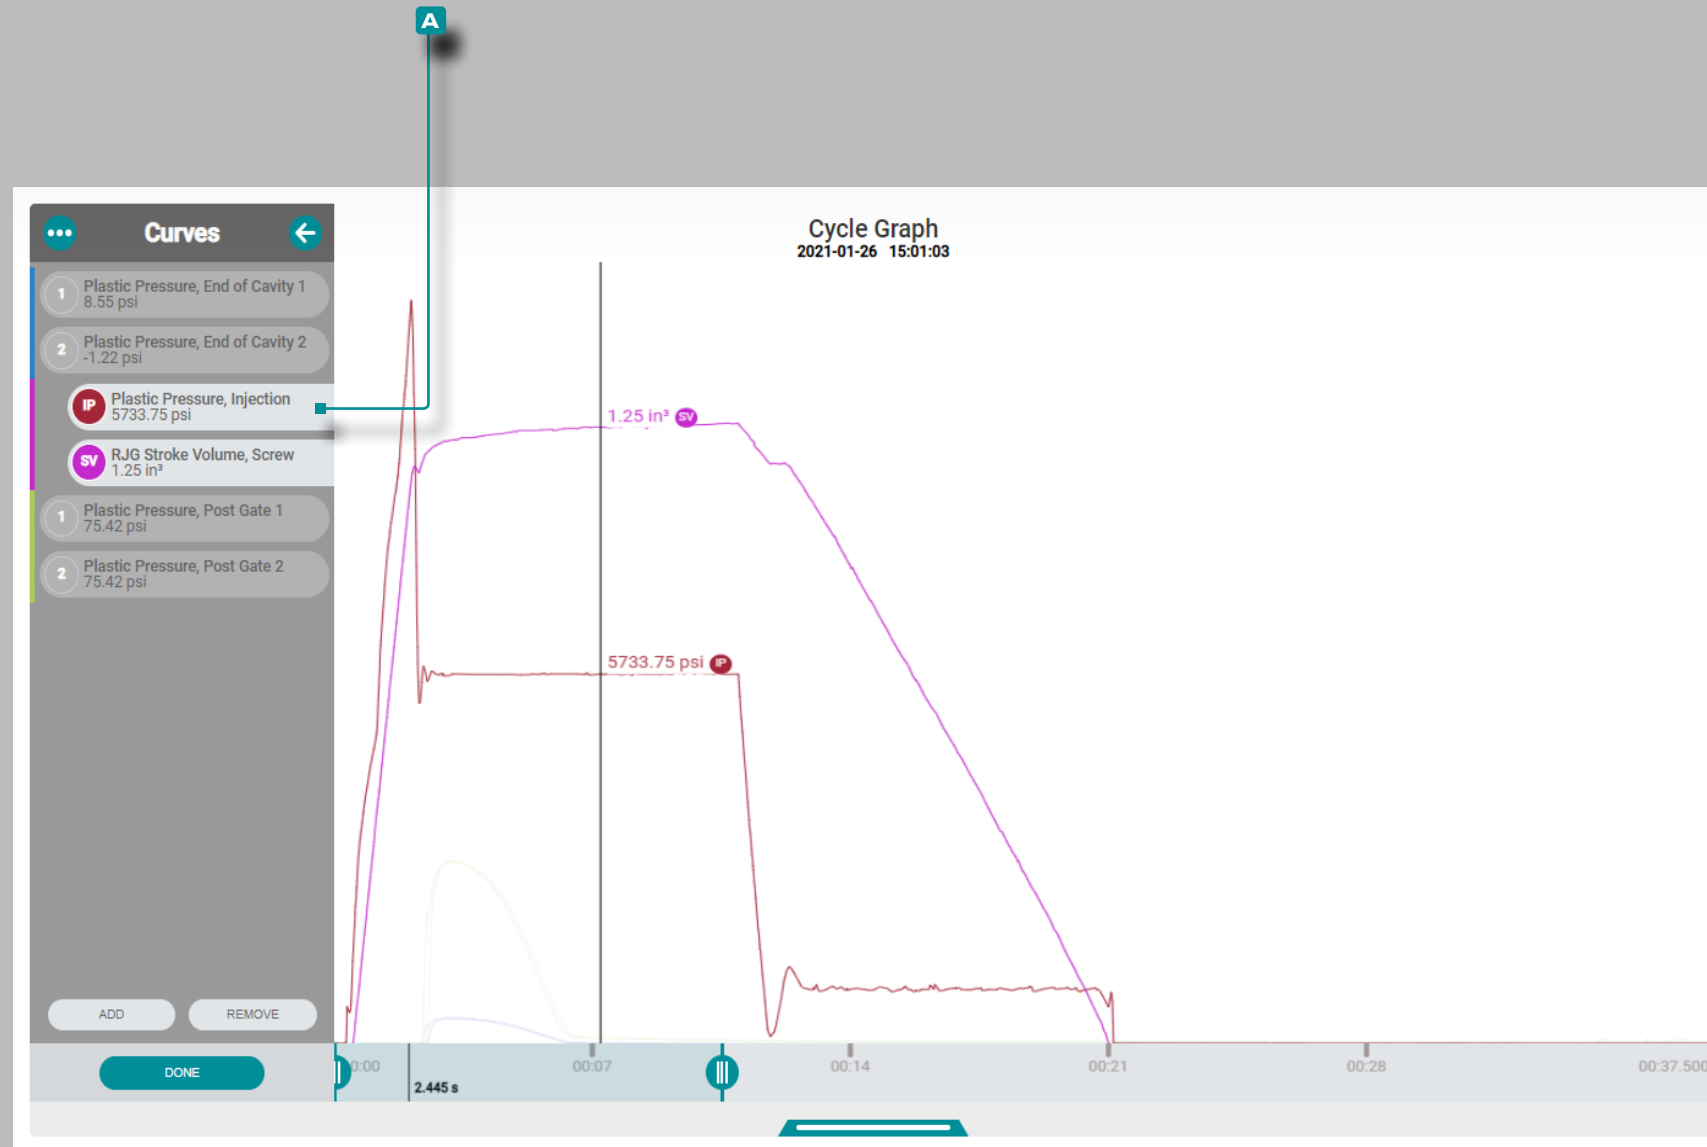 A
Curves
Cycle Graph
2021-01-26 15:01:03
1 Plastic Pressure, End of Cavity 1
8.55 psi
2 Plastic Pressure, End of Cavity 2
-1.22 psi
IP Plastic Pressure, Injection
5733.75 psi
SV RJG Stroke Volume, Screw
1.25 in³
1 Plastic Pressure, Post Gate 1
75.42 psi
2 Plastic Pressure, Post Gate 2
75.42 psi
1.25 in³ SV
5733.75 psi IP
ADD REMOVE
DONE
0:00 00:07 00:14 00:21 00:28 00:37.500
2.445 s